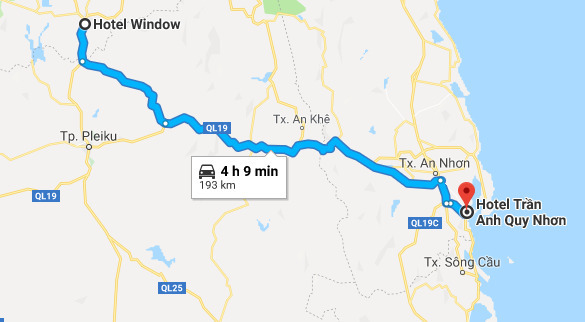 Hotel Window
Tx. An Khê
QL19
Tp. Pleiku
4 h 9 min
193 km
Tx. An Nhơn
QL19
Hotel Trần
Anh Quy Nhơn
QL19C
Tx. Sông Cầu
QL25